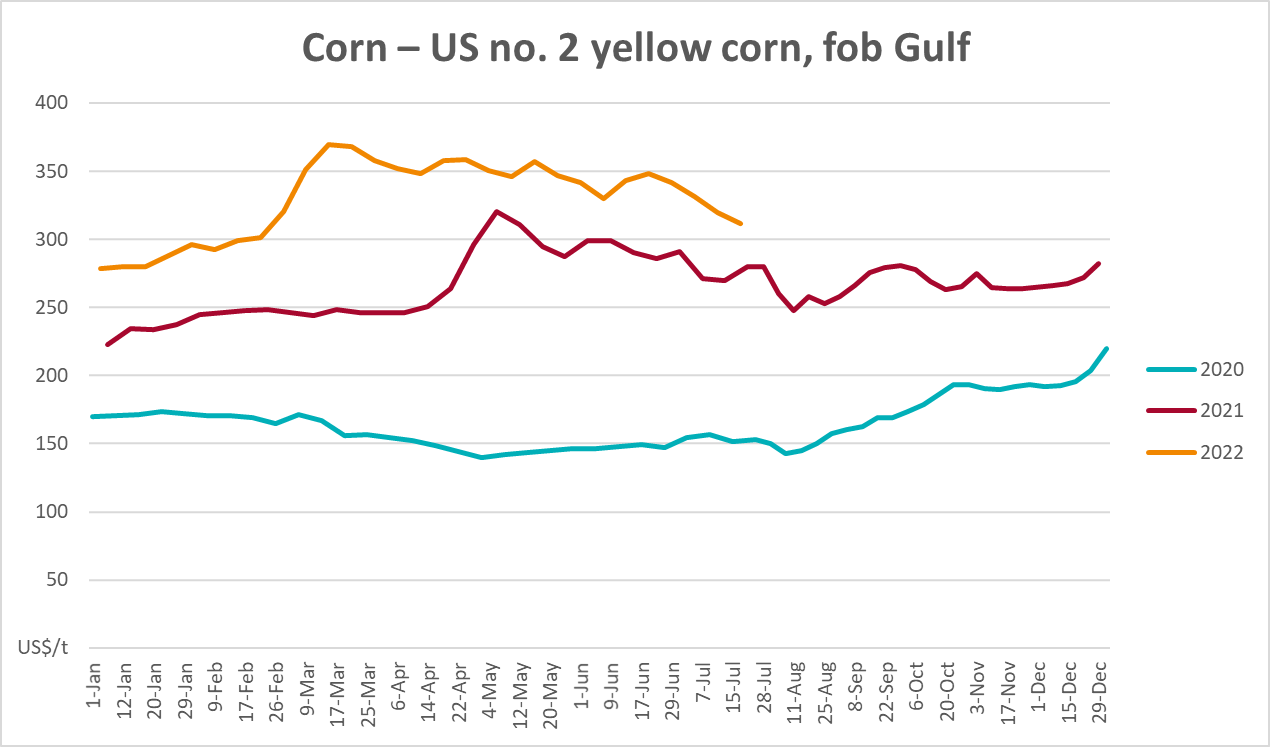 Corn – US no. 2 yellow corn, fob Gulf
400
350
300
250
200
150
100
50
US$/t
2020
2021
2022
1-Jan
12-Jan
20-Jan
29-Jan
9-Feb
17-Feb
26-Feb
9-Mar
17-Mar
25-Mar
6-Apr
14-Apr
22-Apr
4-May
12-May
20-May
1-Jun
9-Jun
17-Jun
29-Jun
7-Jul
15-Jul
28-Jul
11-Aug
25-Aug
8-Sep
22-Sep
6-Oct
20-Oct
3-Nov
17-Nov
1-Dec
15-Dec
29-Dec